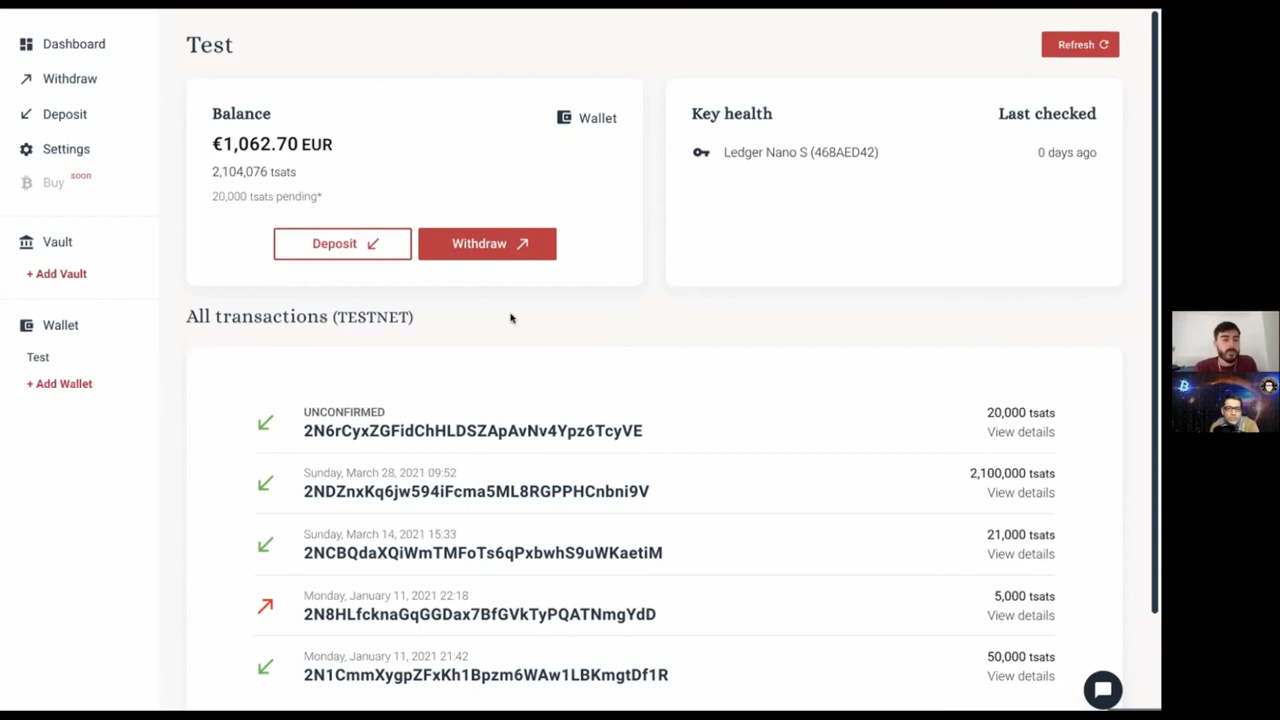 Dashboard
Withdraw
Deposit
Settings
Buy soon
Vault
+ Add Vault
Wallet
Test
+ Add Wallet
Test
Refresh
Balance
Wallet
€1,062.70 EUR
2,104,076 tsats
20,000 tsats pending*
Deposit
Withdraw
Key health
Last checked
Ledger Nano S (468AED42)
0 days ago
All transactions (TESTNET)
UNCONFIRMED
2N6rCyxZGFidChHLDSZApAvNv4Ypz6TcyVE
20,000 tsats
View details
Sunday, March 28, 2021 09:52
2NDZnxKq6jw594iFcma5ML8RGPPHCnbni9V
2,100,000 tsats
View details
Sunday, March 14, 2021 15:33
2NCBQdaXQiWmTMFoTs6qPxbwhS9uWKaetiM
21,000 tsats
View details
Monday, January 11, 2021 22:18
2N8HLfcknaGqGGDax7BfGVkTyPQATNmgYdD
5,000 tsats
View details
Monday, January 11, 2021 21:42
2N1CmmXygpZFxKh1Bpzm6WAw1LBKmgtDf1R
50,000 tsats
View details